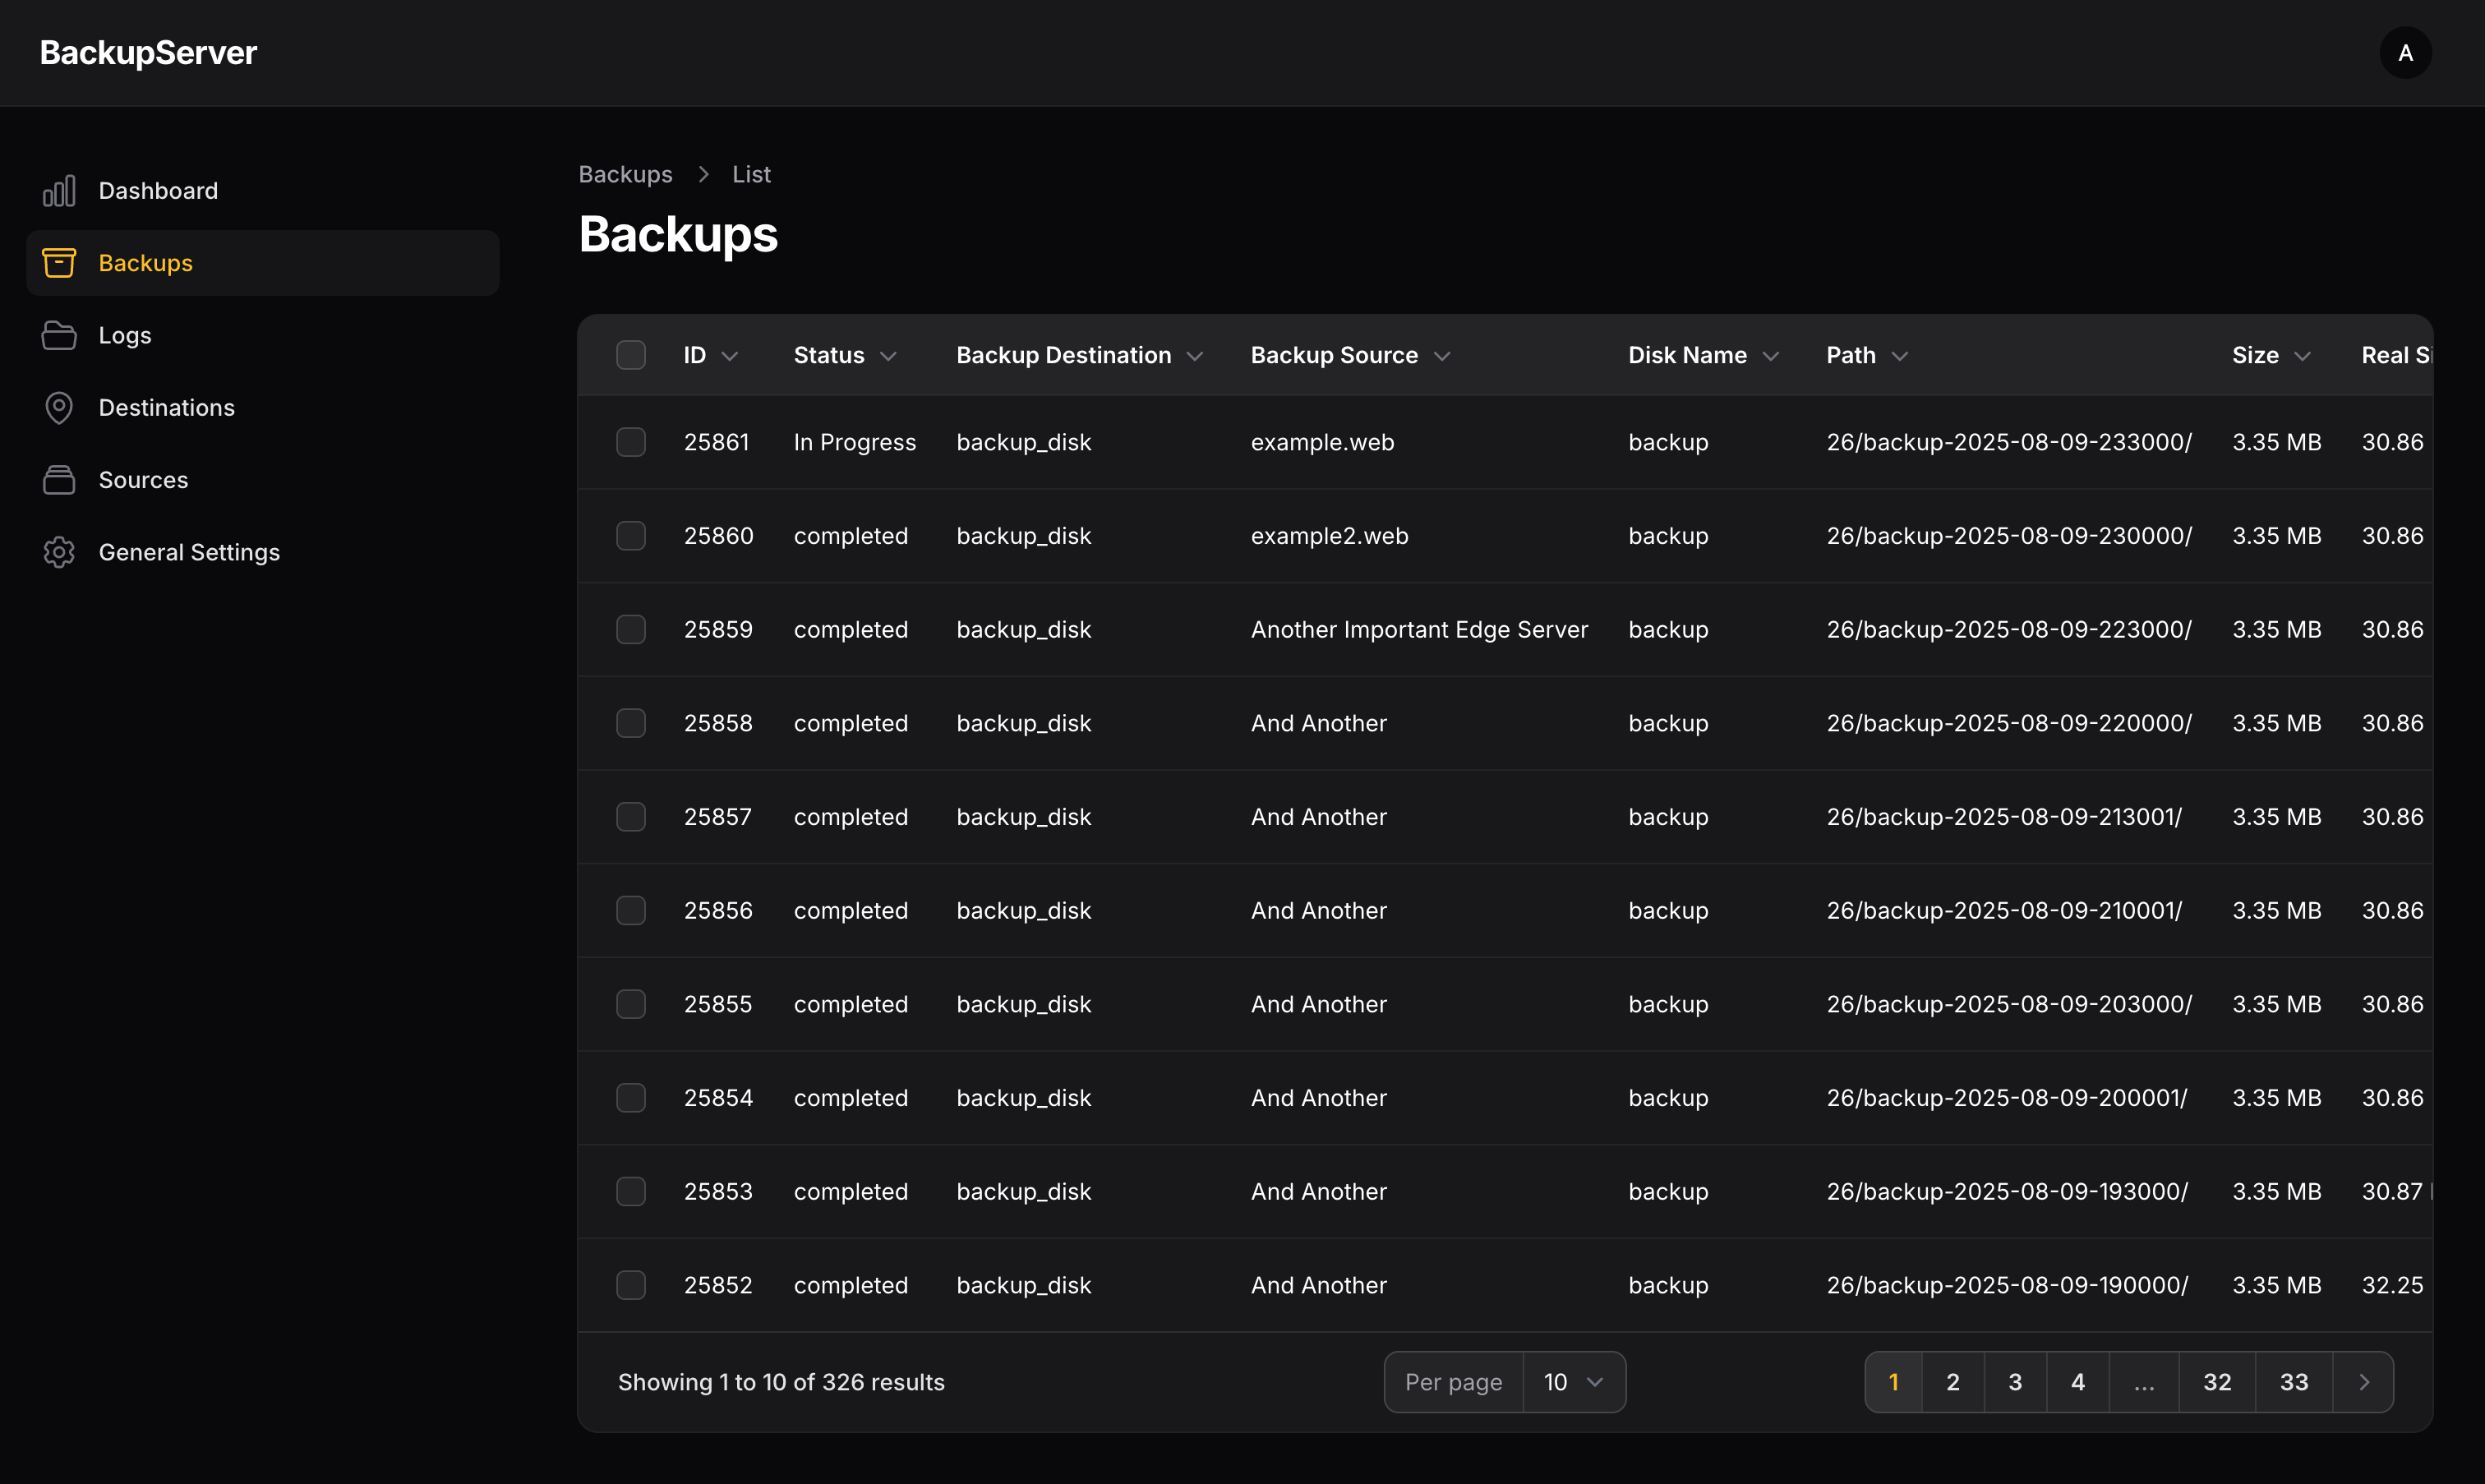 BackupServer
A
Dashboard
Backups
Logs
Destinations
Sources
General Settings
Backups > List
Backups
ID Status Backup Destination Backup Source Disk Name Path Size Real Si
25861 In Progress backup_disk example.web backup 26/backup-2025-08-09-233000/ 3.35 MB 30.86
25860 completed backup_disk example2.web backup 26/backup-2025-08-09-230000/ 3.35 MB 30.86
25859 completed backup_disk Another Important Edge Server backup 26/backup-2025-08-09-223000/ 3.35 MB 30.86
25858 completed backup_disk And Another backup 26/backup-2025-08-09-220000/ 3.35 MB 30.86
25857 completed backup_disk And Another backup 26/backup-2025-08-09-213001/ 3.35 MB 30.86
25856 completed backup_disk And Another backup 26/backup-2025-08-09-210001/ 3.35 MB 30.86
25855 completed backup_disk And Another backup 26/backup-2025-08-09-203000/ 3.35 MB 30.86
25854 completed backup_disk And Another backup 26/backup-2025-08-09-200001/ 3.35 MB 30.86
25853 completed backup_disk And Another backup 26/backup-2025-08-09-193000/ 3.35 MB 30.87
25852 completed backup_disk And Another backup 26/backup-2025-08-09-190000/ 3.35 MB 32.25
Showing 1 to 10 of 326 results Per page 10 1 2 3 4 ... 32 33